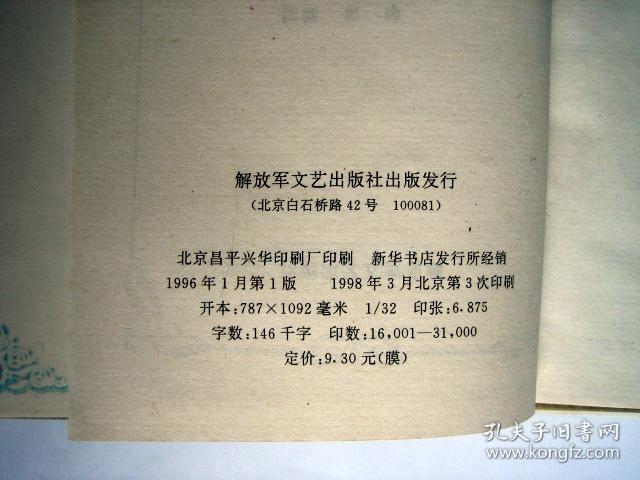 解放军文艺出版社出版发行
(北京白石桥路42号 100081)
北京昌平兴华印刷厂印刷 新华书店发行所经销
1996年1月第1版 1998年3月北京第3次印刷
开本:787×1092毫米 1/32 印张:6.875
字数:146千字 印数:16,001—31,000
定价:9.30元(膜)
孔夫子旧书网
www.kongfz.com